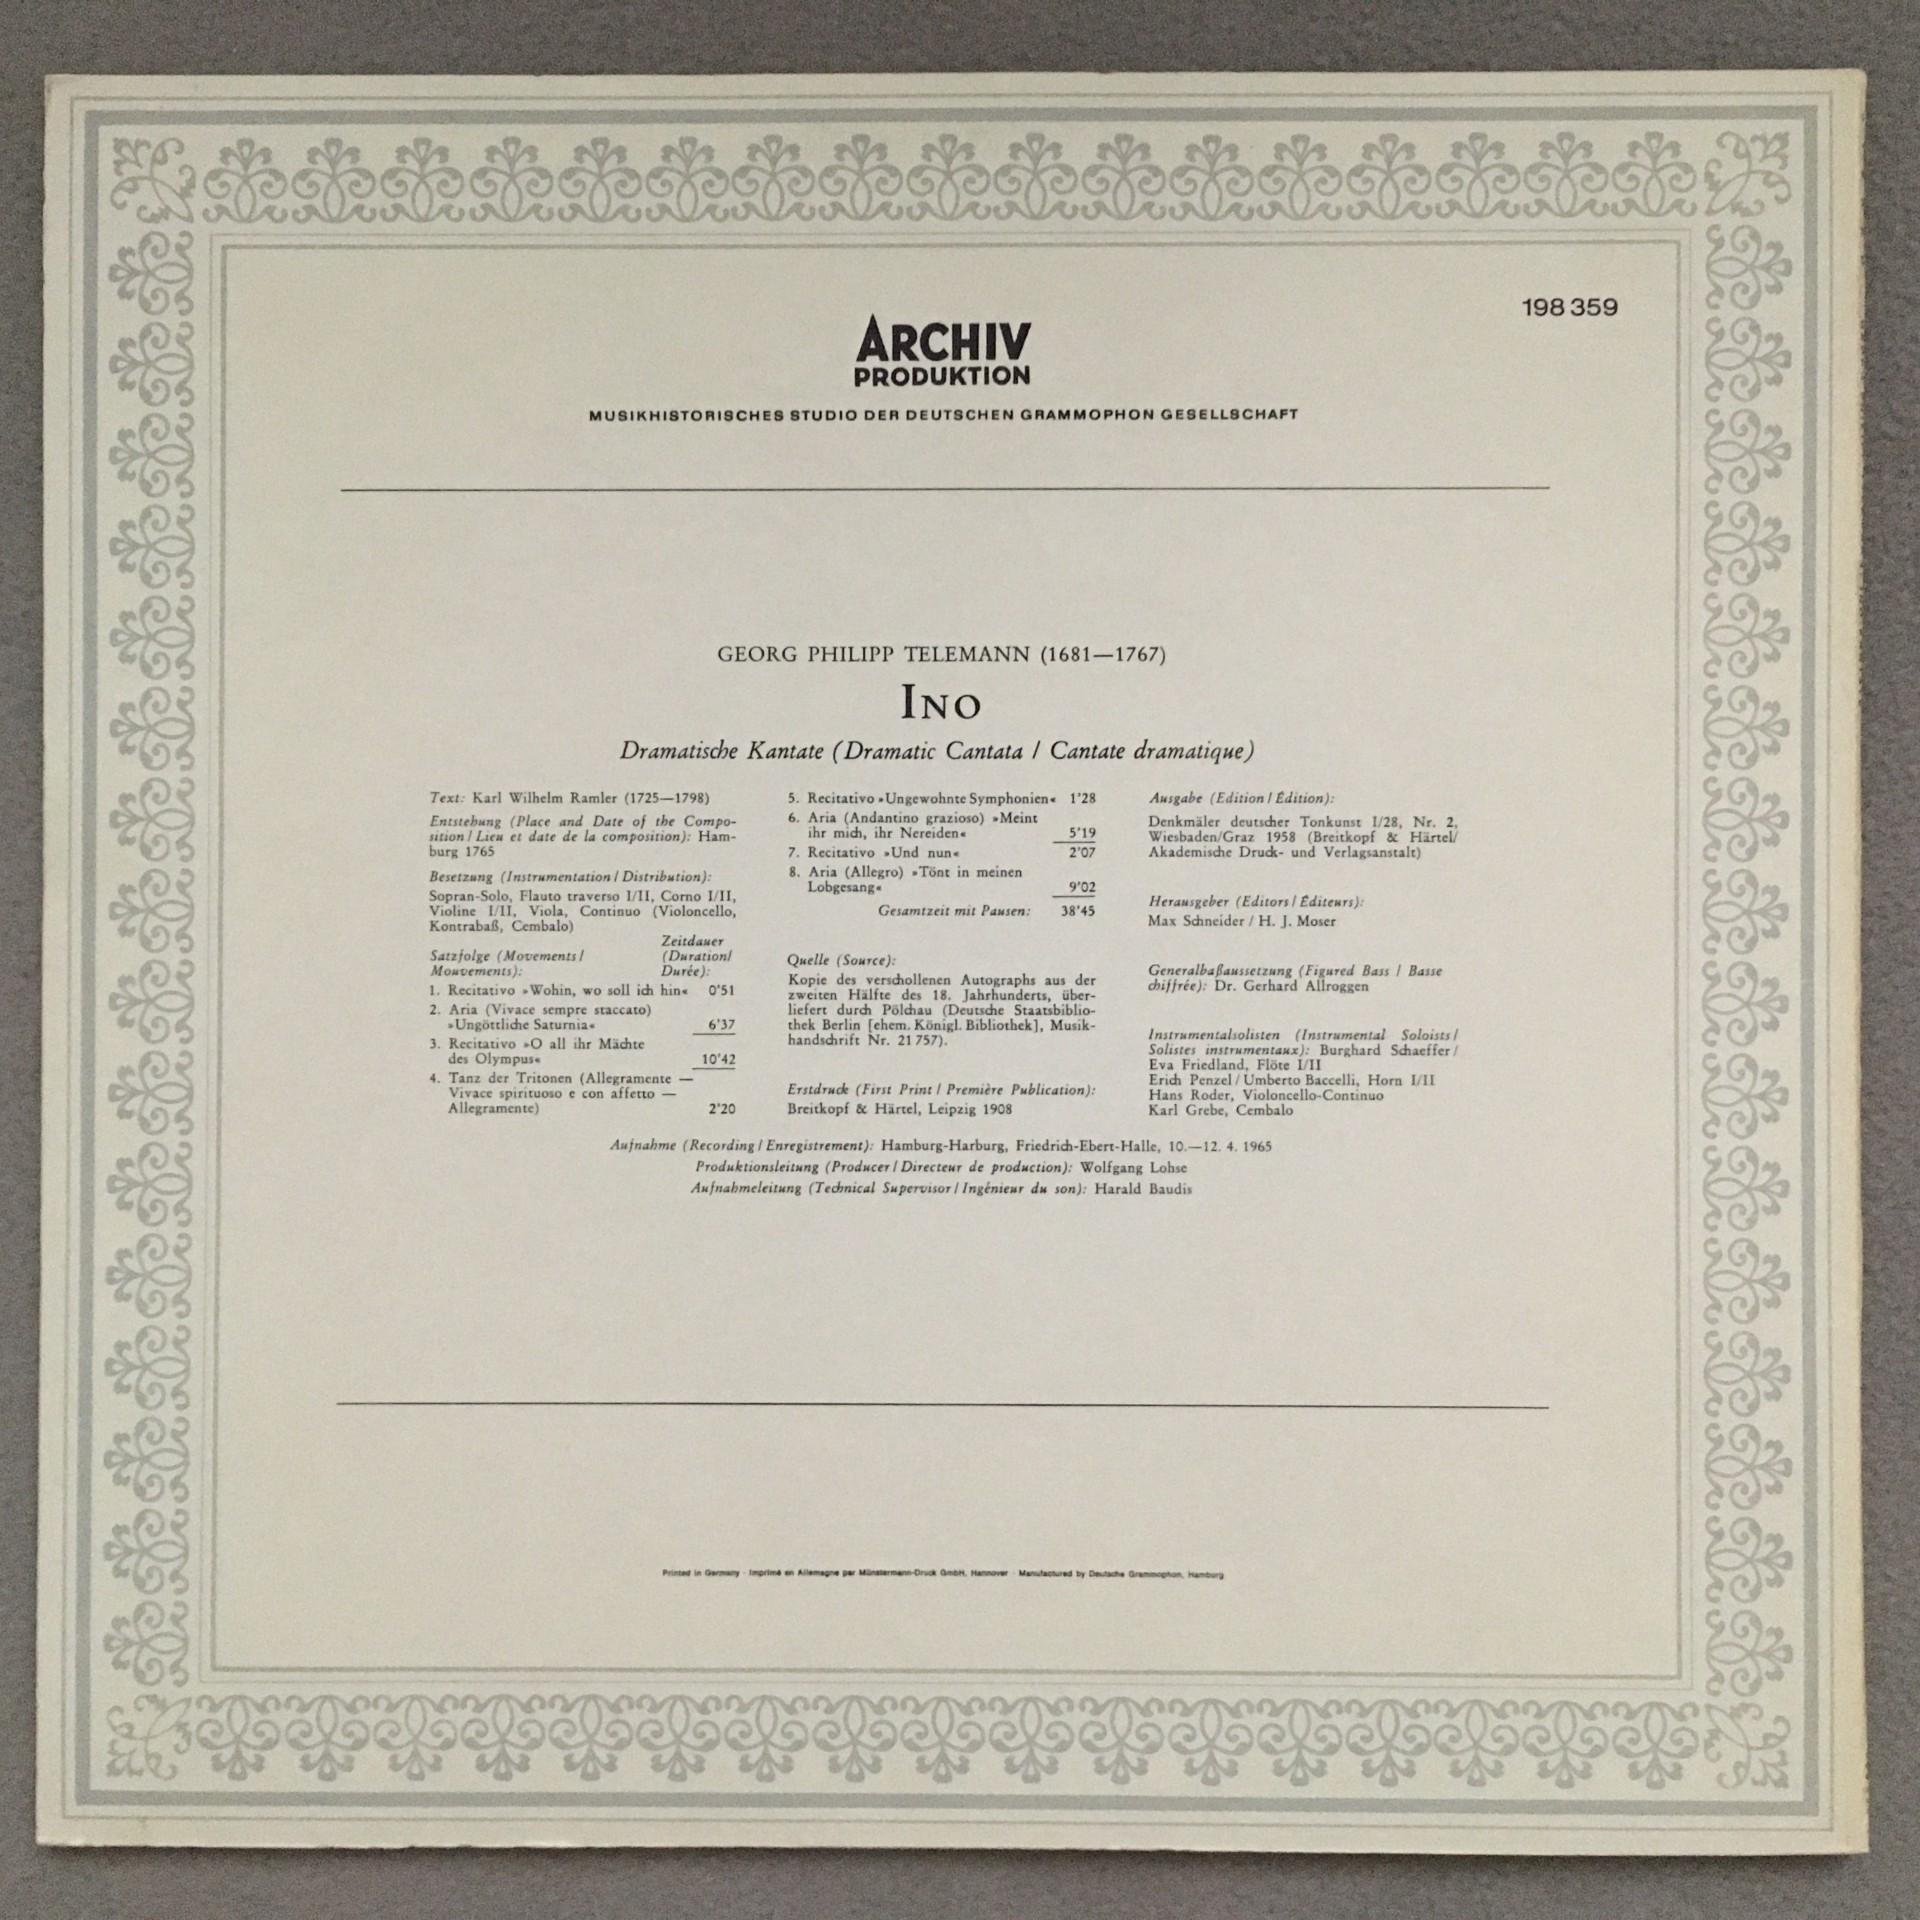 198 359
ARCHIV
PRODUKTION
MUSIKHISTORISCHES STUDIO DER DEUTSCHEN GRAMMOPHON GESELLSCHAFT
GEORG PHILIPP TELEMANN (1681—1767)
INO
Dramatische Kantate (Dramatic Cantata / Cantate dramatique)
Text: Karl Wilhelm Ramler (1725—1798)
Entstehung (Place and Date of the Compo-
sition / Lieu et date de la composition): Ham-
burg 1765
Besetzung (Instrumentation / Distribution):
Sopran-Solo, Flauto traverso I/II, Corno I/II,
Violine I/II, Viola, Continuo (Violoncello,
Kontrabaß, Cembalo)
Zeitdauer
Satzfolge (Movements / (Duration/
Mouvements): Durée):
1. Recitativo »Wohin, wo soll ich hin« 0'51
2. Aria (Vivace sempre staccato)
»Ungöttliche Saturnia« 6'37
3. Recitativo »O all ihr Mächte
des Olympus« 10'42
4. Tanz der Tritonen (Allegramente —
Vivace spirituoso e con affetto —
Allegramente) 2'20
5. Recitativo »Ungewohnte Symphonien« 1'28
6. Aria (Andantino grazioso) »Meint
ihr mich, ihr Nereiden« 5'19
7. Recitativo »Und nun« 2'07
8. Aria (Allegro) »Tönt in meinen
Lobgesang« 9'02
Gesamtzeit mit Pausen: 38'45
Quelle (Source):
Kopie des verschollenen Autographs aus der
zweiten Hälfte des 18. Jahrhunderts, über-
liefert durch Pölchau (Deutsche Staatsbiblio-
thek Berlin [ehem. Königl. Bibliothek], Musik-
handschrift Nr. 21 757).
Erstdruck (First Print / Première Publication):
Breitkopf & Härtel, Leipzig 1908
Ausgabe (Edition / Édition):
Denkmäler deutscher Tonkunst I/28, Nr. 2,
Wiesbaden/Graz 1958 (Breitkopf & Härtel/
Akademische Druck- und Verlagsanstalt)
Herausgeber (Editors / Éditeurs):
Max Schneider / H. J. Moser
Generalbaßaussetzung (Figured Bass / Basse
chiffrée): Dr. Gerhard Allroggen
Instrumentalsolisten (Instrumental Soloists /
Solistes instrumentaux): Burghard Schaeffer /
Eva Friedland, Flöte I/II
Erich Penzel / Umberto Baccelli, Horn I/II
Hans Roder, Violoncello-Continuo
Karl Grebe, Cembalo
Aufnahme (Recording / Enregistrement): Hamburg-Harburg, Friedrich-Ebert-Halle, 10.—12. 4. 1965
Produktionsleitung (Producer / Directeur de production): Wolfgang Lohse
Aufnahmeleitung (Technical Supervisor / Ingénieur du son): Harald Baudis
Printed in Germany · Imprimé en Allemagne par Münstermann-Druck GmbH, Hannover · Manufactured by Deutsche Grammophon, Hamburg